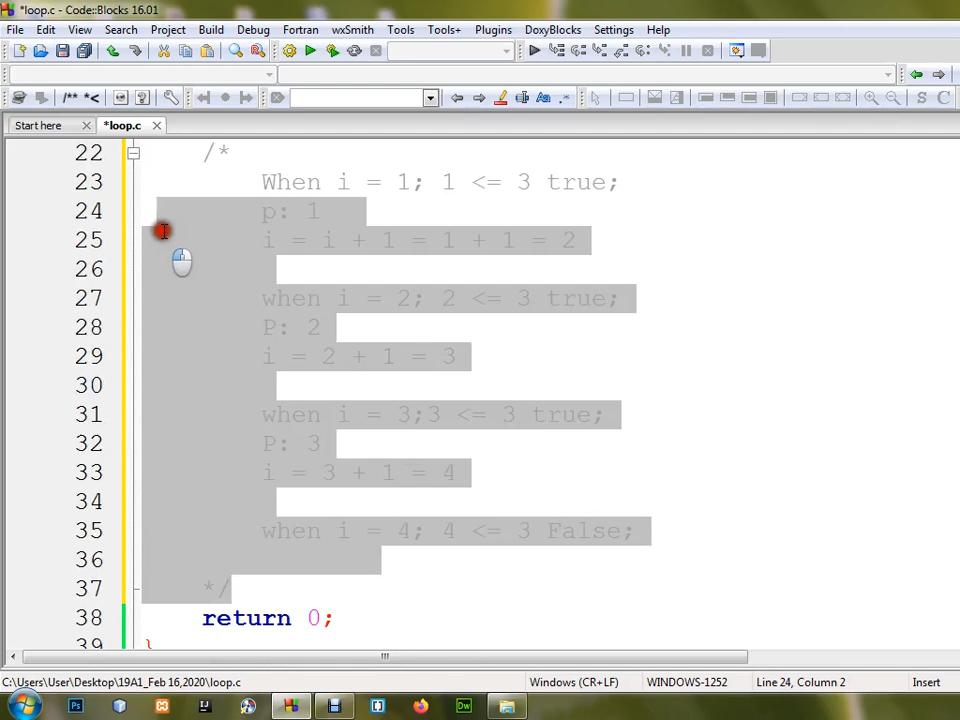 *loop.c - Code::Blocks 16.01
File Edit View Search Project Build Debug Fortran wxSmith Tools Tools+ Plugins DoxyBlocks Settings Help
/** *<
S C
Start here *loop.c
22 /*
23 When i = 1; 1 <= 3 true;
24 p: 1
25 i = i + 1 = 1 + 1 = 2
26
27 when i = 2; 2 <= 3 true;
28 P: 2
29 i = 2 + 1 = 3
30
31 when i = 3;3 <= 3 true;
32 P: 3
33 i = 3 + 1 = 4
34
35 when i = 4; 4 <= 3 False;
36
37 */
38 return 0;
39 }
C:\Users\User\Desktop\19A1_Feb 16,2020\loop.c Windows (CR+LF) WINDOWS-1252 Line 24, Column 2 Insert
Ps Dw